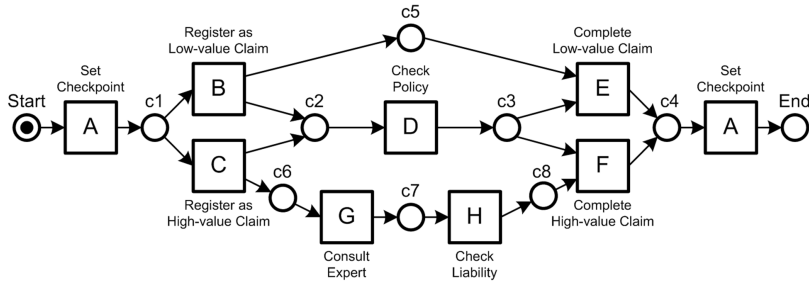 Start
Set
Checkpoint
A
c1
Register as
Low-value Claim
B
C
Register as
High-value Claim
c5
c2
c6
Check
Policy
D
G
Consult
Expert
c7
H
Check
Liability
c3
c8
Complete
Low-value Claim
E
F
Complete
High-value Claim
c4
Set
Checkpoint
A
End